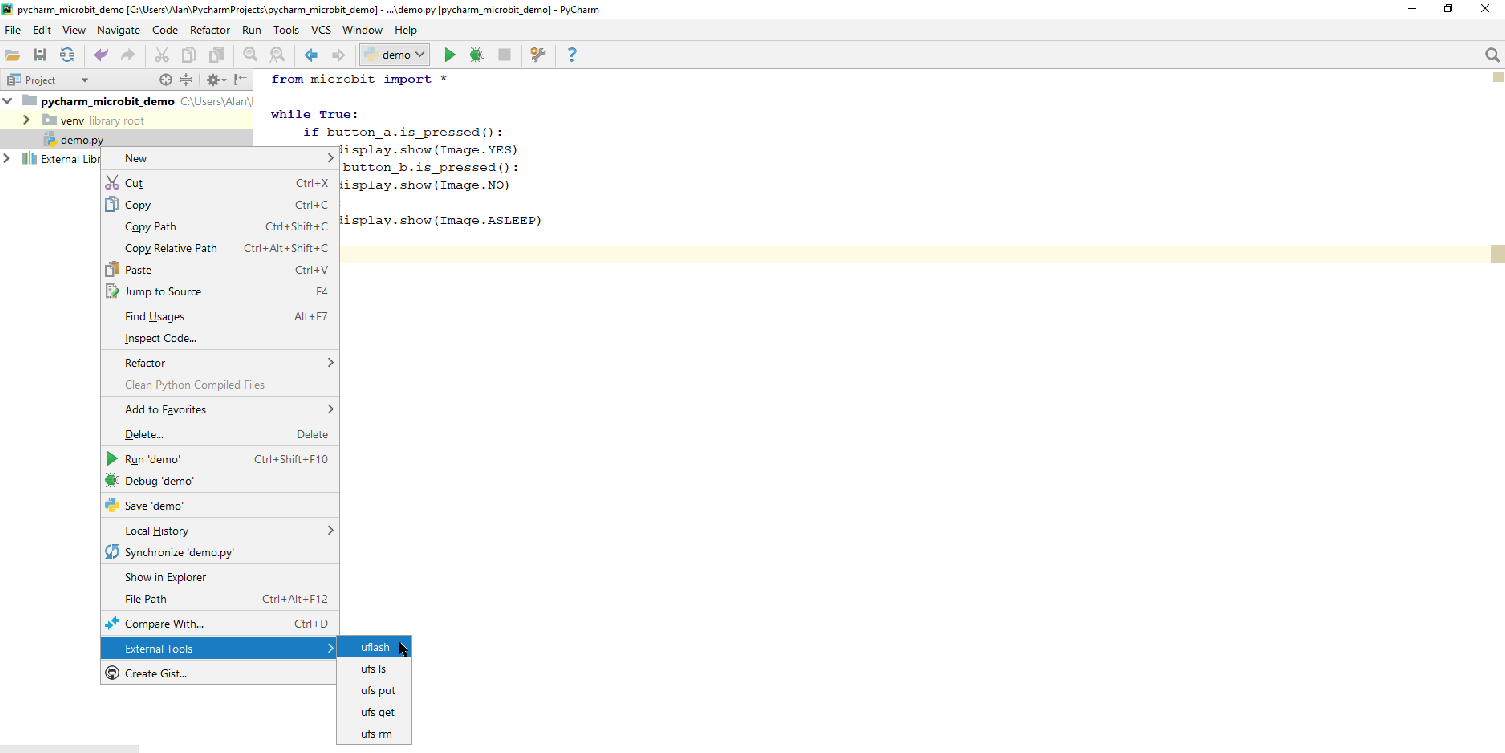 pycharm_microbit_demo [C:\Users\Alan\PycharmProjects\pycharm_microbit_demo] - ...\demo.py [pycharm_microbit_demo] - PyCharm
File Edit View Navigate Code Refactor Run Tools VCS Window Help
demo
Project
pycharm_microbit_demo C:\Users\Alan\
venv library root
demo.py
External Libr
from microbit import *
while True:
if button_a.is_pressed():
display.show(Image.YES)
button_b.is_pressed():
display.show(Image.NO)
display.show(Image.ASLEEP)
New
Cut Ctrl+X
Copy Ctrl+C
Copy Path Ctrl+Shift+C
Copy Relative Path Ctrl+Alt+Shift+C
Paste Ctrl+V
Jump to Source F4
Find Usages Alt+F7
Inspect Code...
Refactor
Clean Python Compiled Files
Add to Favorites
Delete... Delete
Run 'demo' Ctrl+Shift+F10
Debug 'demo'
Save 'demo'
Local History
Synchronize 'demo.py'
Show in Explorer
File Path Ctrl+Alt+F12
Compare With... Ctrl+D
External Tools
Create Gist...
uflash
ufs ls
ufs put
ufs get
ufs rm